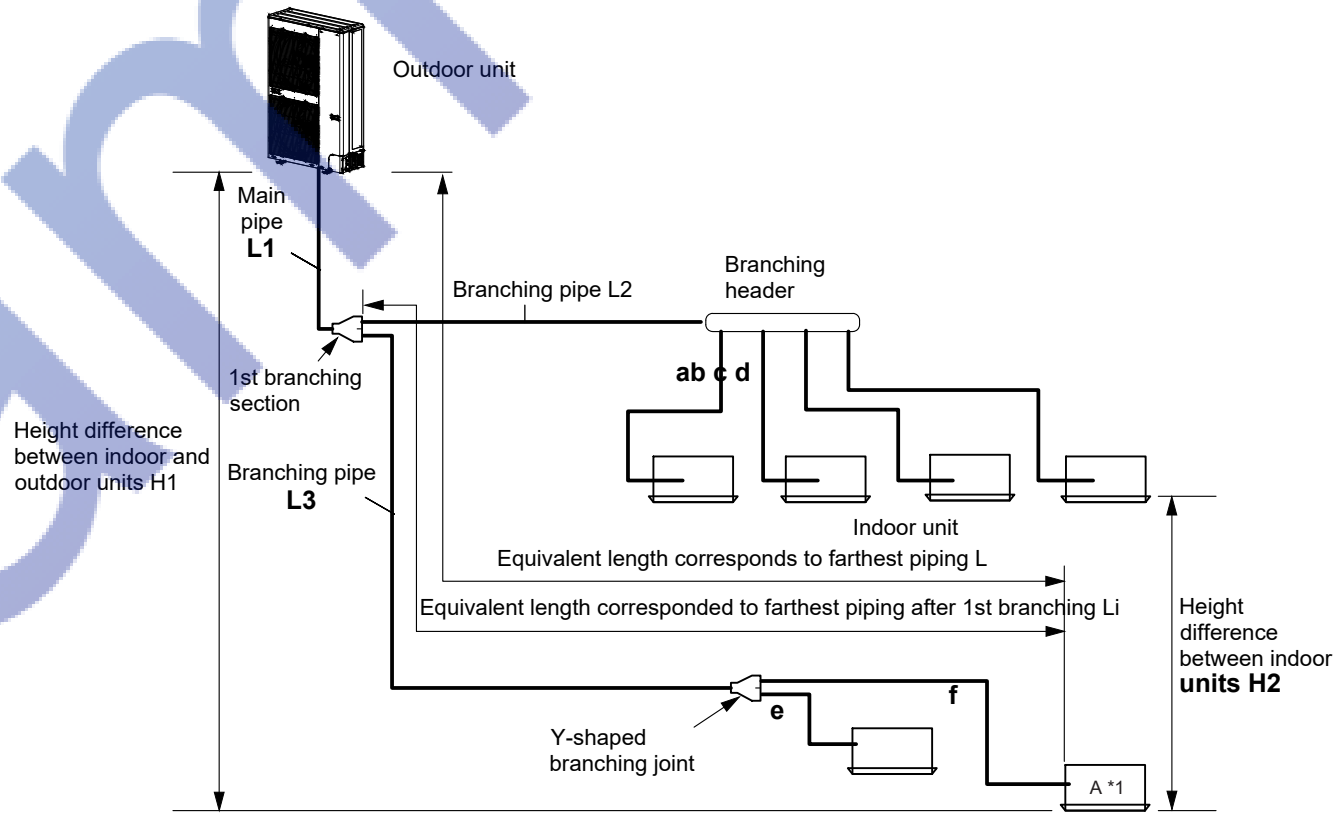 Outdoor unit
Main
pipe
L1
Branching pipe L2
Branching
header
1st branching
section
ab c d
Height difference
between indoor and
outdoor units H1
Branching pipe
L3
Indoor unit
Equivalent length corresponds to farthest piping L
Equivalent length corresponded to farthest piping after 1st branching Li
Height
difference
between indoor
units H2
f
e
Y-shaped
branching joint
A *1